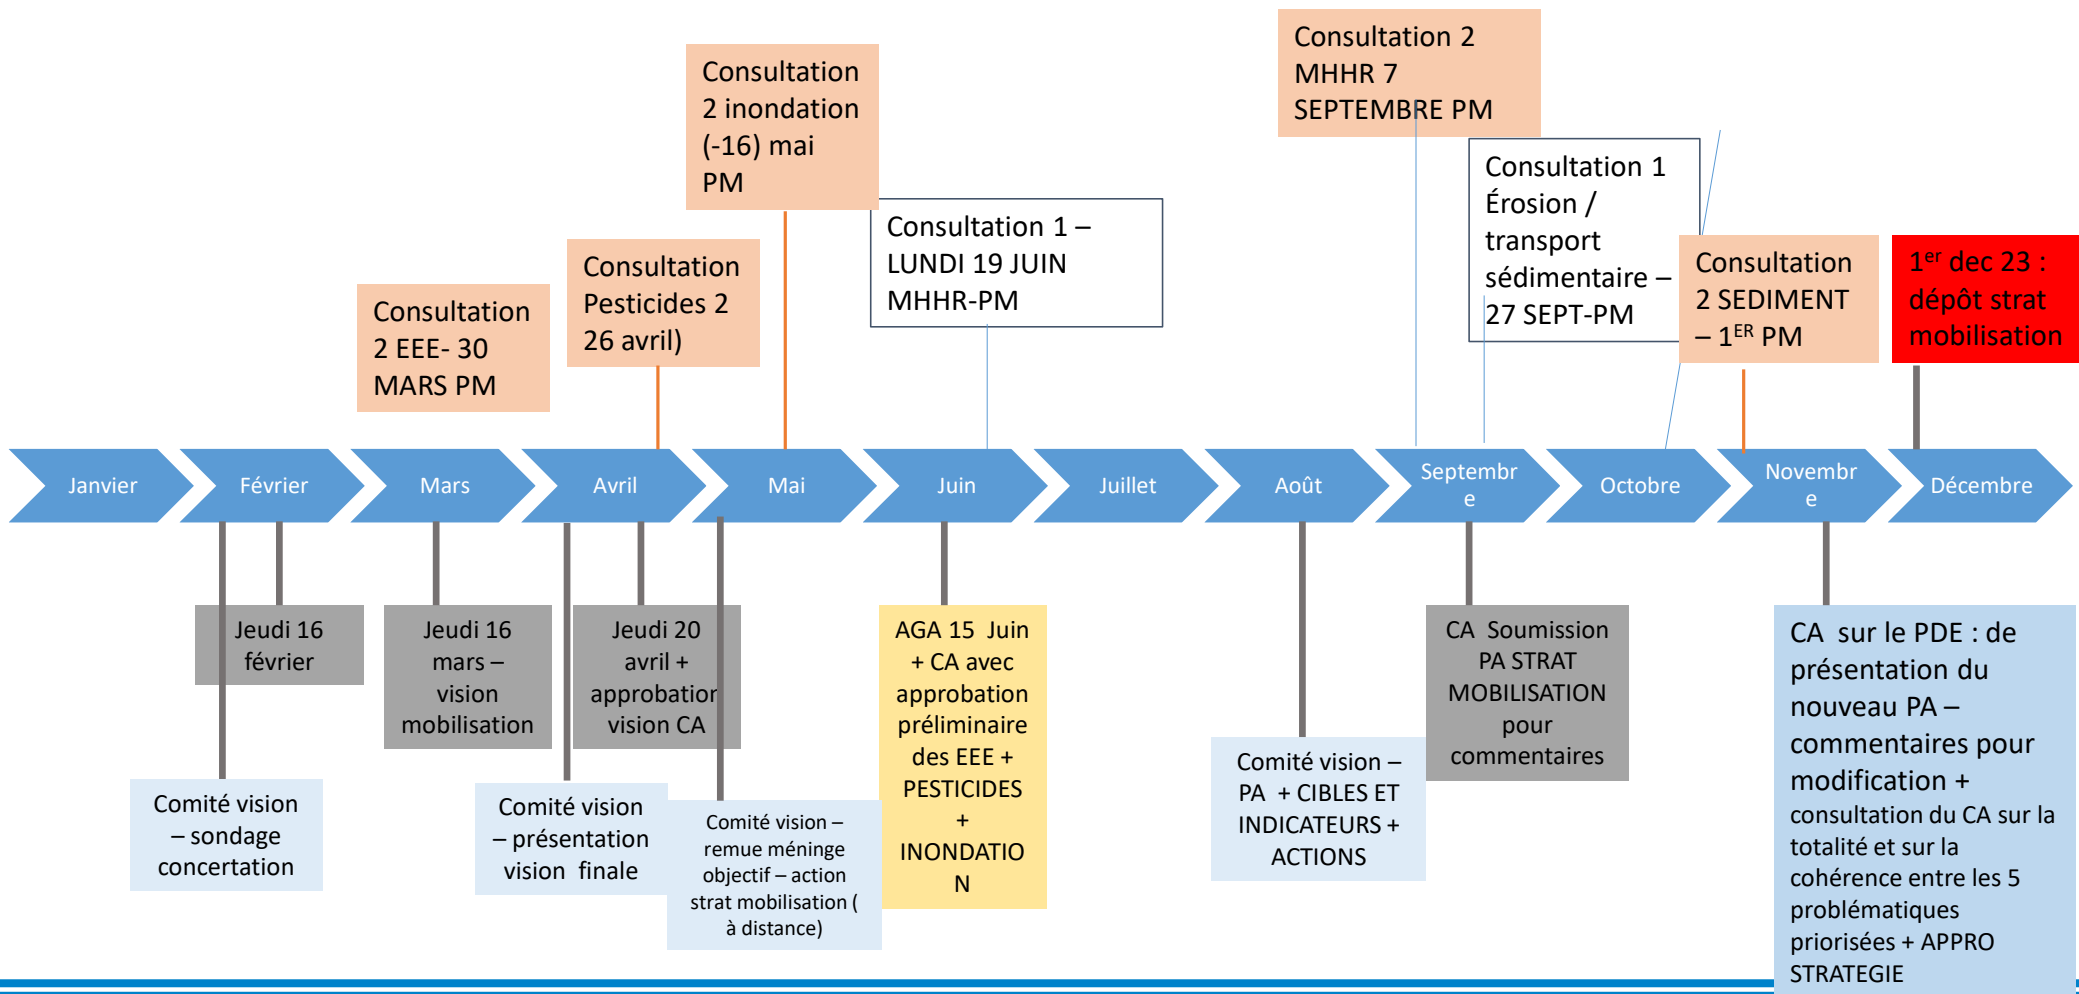 Consultation
2 EEE- 30
MARS PM
Consultation
Pesticides 2
26 avril)
Consultation
2 inondation
(-16) mai
PM
Consultation 1 –
LUNDI 19 JUIN
MHHR-PM
Consultation 2
MHHR 7
SEPTEMBRE PM
Consultation 1
Érosion /
transport
sédimentaire –
27 SEPT-PM
Consultation
2 SEDIMENT
– 1ER PM
1er dec 23 :
dépôt strat
mobilisation
Janvier
Février
Mars
Avril
Mai
Juin
Juillet
Août
Septembr
e
Octobre
Novembr
e
Décembre
Jeudi 16
février
Jeudi 16
mars –
vision
mobilisation
Jeudi 20
avril +
approbation
vision CA
AGA 15 Juin
+ CA avec
approbation
préliminaire
des EEE +
PESTICIDES
+
INONDATIO
N
CA Soumission
PA STRAT
MOBILISATION
pour
commentaires
CA sur le PDE : de
présentation du
nouveau PA –
commentaires pour
modification +
consultation du CA sur la
totalité et sur la
cohérence entre les 5
problématiques
priorisées + APPRO
STRATEGIE
Comité vision
– sondage
concertation
Comité vision
– présentation
vision finale
Comité vision –
remue méninge
objectif – action
strat mobilisation (
à distance)
Comité vision –
PA + CIBLES ET
INDICATEURS +
ACTIONS